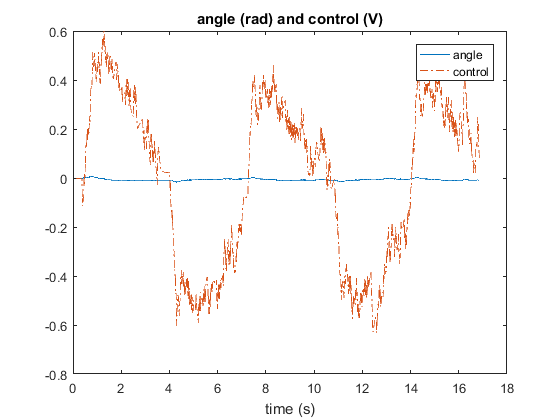 angle (rad) and control (V)
angle
control
0.6
0.4
0.2
0
-0.2
-0.4
-0.6
-0.8
0 2 4 6 8 10 12 14 16 18
time (s)